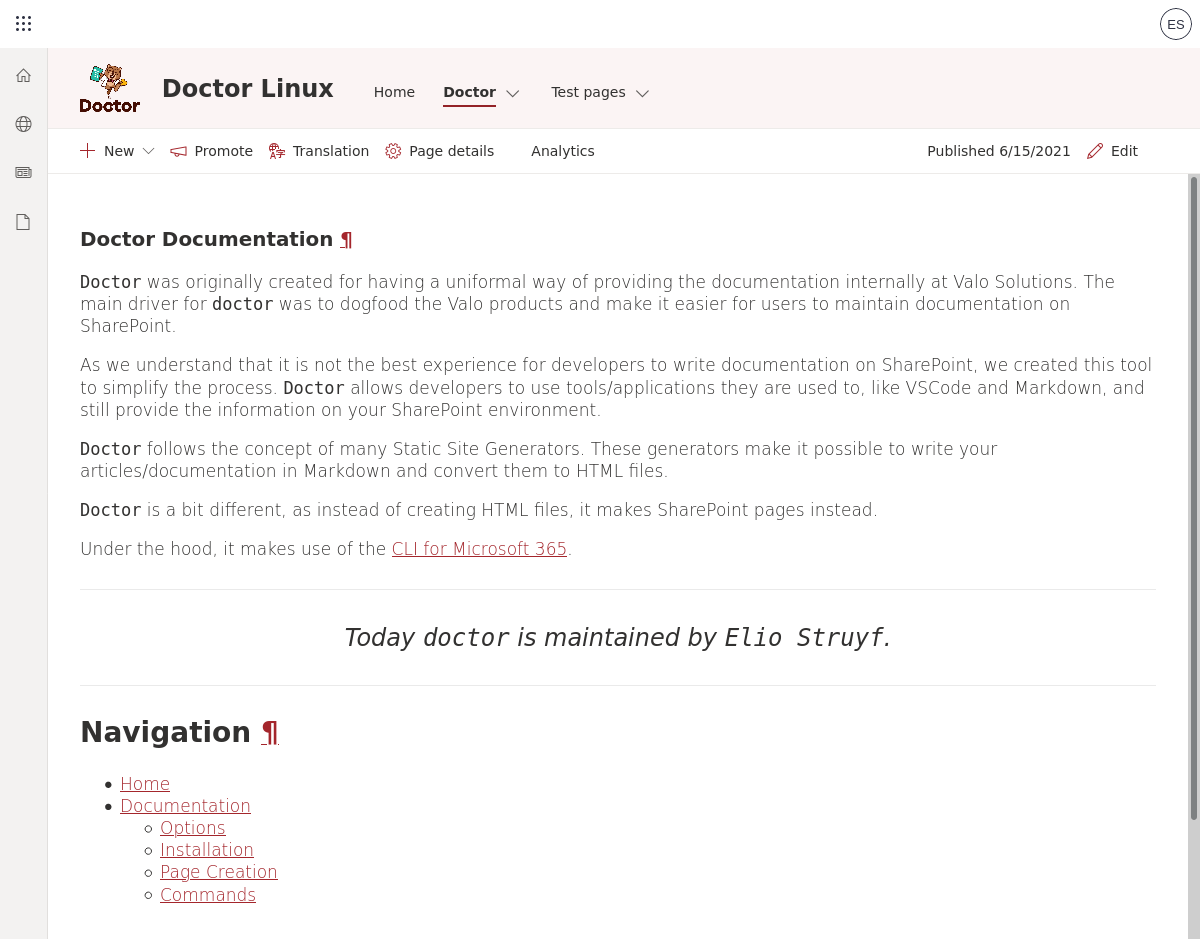 ES
Doctor
Doctor Linux
Home Doctor Test pages
New Promote Translation Page details Analytics Published 6/15/2021 Edit
Doctor Documentation ¶
Doctor was originally created for having a uniformal way of providing the documentation internally at Valo Solutions. The
main driver for doctor was to dogfood the Valo products and make it easier for users to maintain documentation on
SharePoint.
As we understand that it is not the best experience for developers to write documentation on SharePoint, we created this tool
to simplify the process. Doctor allows developers to use tools/applications they are used to, like VSCode and Markdown, and
still provide the information on your SharePoint environment.
Doctor follows the concept of many Static Site Generators. These generators make it possible to write your
articles/documentation in Markdown and convert them to HTML files.
Doctor is a bit different, as instead of creating HTML files, it makes SharePoint pages instead.
Under the hood, it makes use of the CLI for Microsoft 365.
Today doctor is maintained by Elio Struyf.
Navigation ¶
Home
Documentation
Options
Installation
Page Creation
Commands